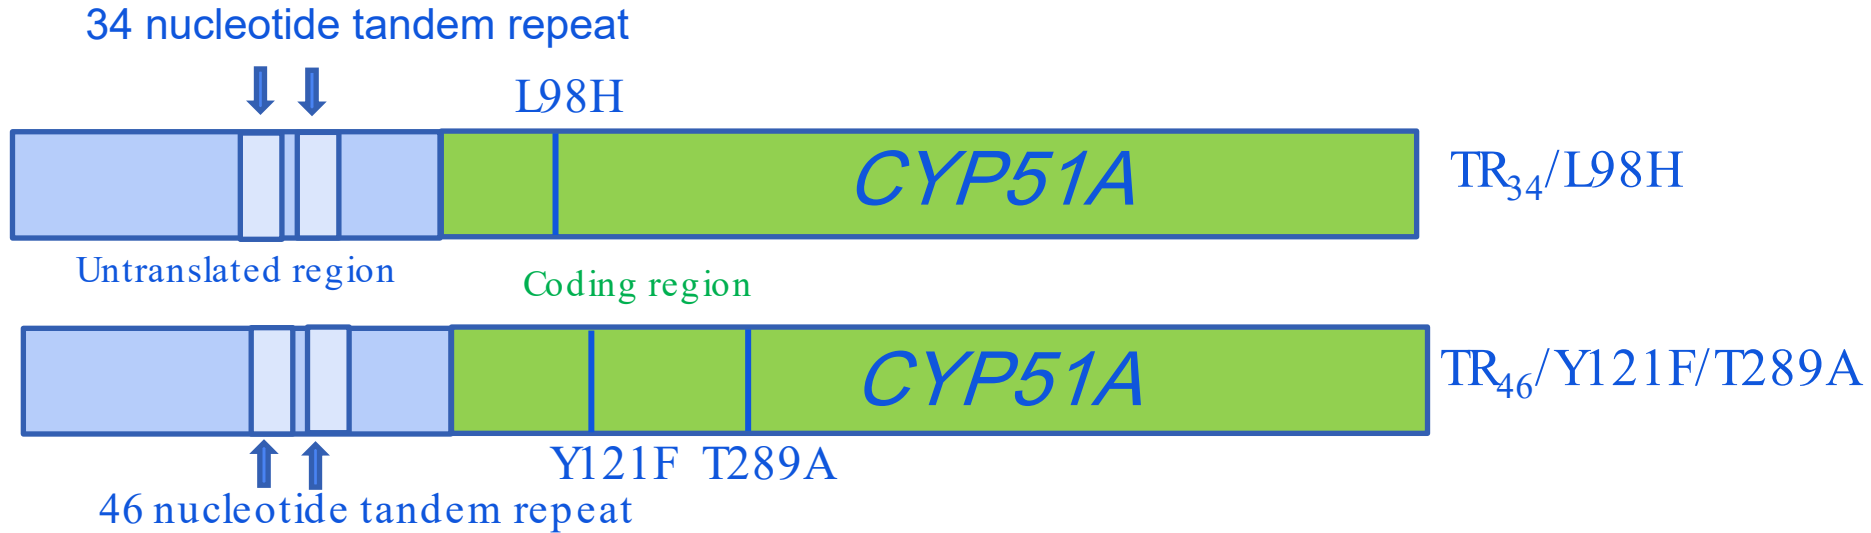 34 nucleotide tandem repeat
L98H
CYP51A
TR34/L98H
Untranslated region
Coding region
CYP51A
TR46/Y121F/T289A
Y121F T289A
46 nucleotide tandem repeat